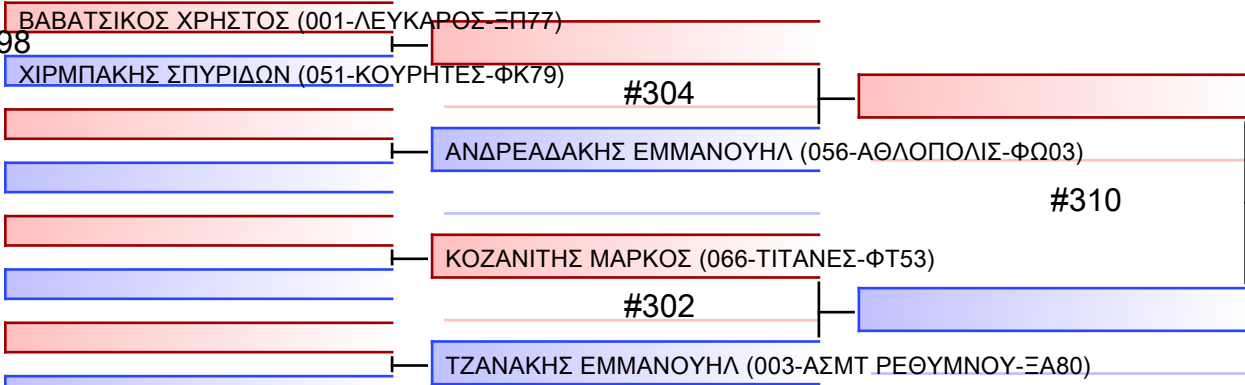 ΒΑΒΑΤΣΙΚΟΣ ΧΡΗΣΤΟΣ (001-ΛΕΥΚΑΡΟΣ-ΞΠ77)
98
ΧΙΡΜΠΑΚΗΣ ΣΠΥΡΙΔΩΝ (051-ΚΟΥΡΗΤΕΣ-ΦΚ79)
#304
ΑΝΔΡΕΑΔΑΚΗΣ ΕΜΜΑΝΟΥΗΛ (056-ΑΘΛΟΠΟΛΙΣ-ΦΩ03)
#310
ΚΟΖΑΝΙΤΗΣ ΜΑΡΚΟΣ (066-ΤΙΤΑΝΕΣ-ΦΤ53)
#302
ΤΖΑΝΑΚΗΣ ΕΜΜΑΝΟΥΗΛ (003-ΑΣΜΤ ΡΕΘΥΜΝΟΥ-ΞΑ80)